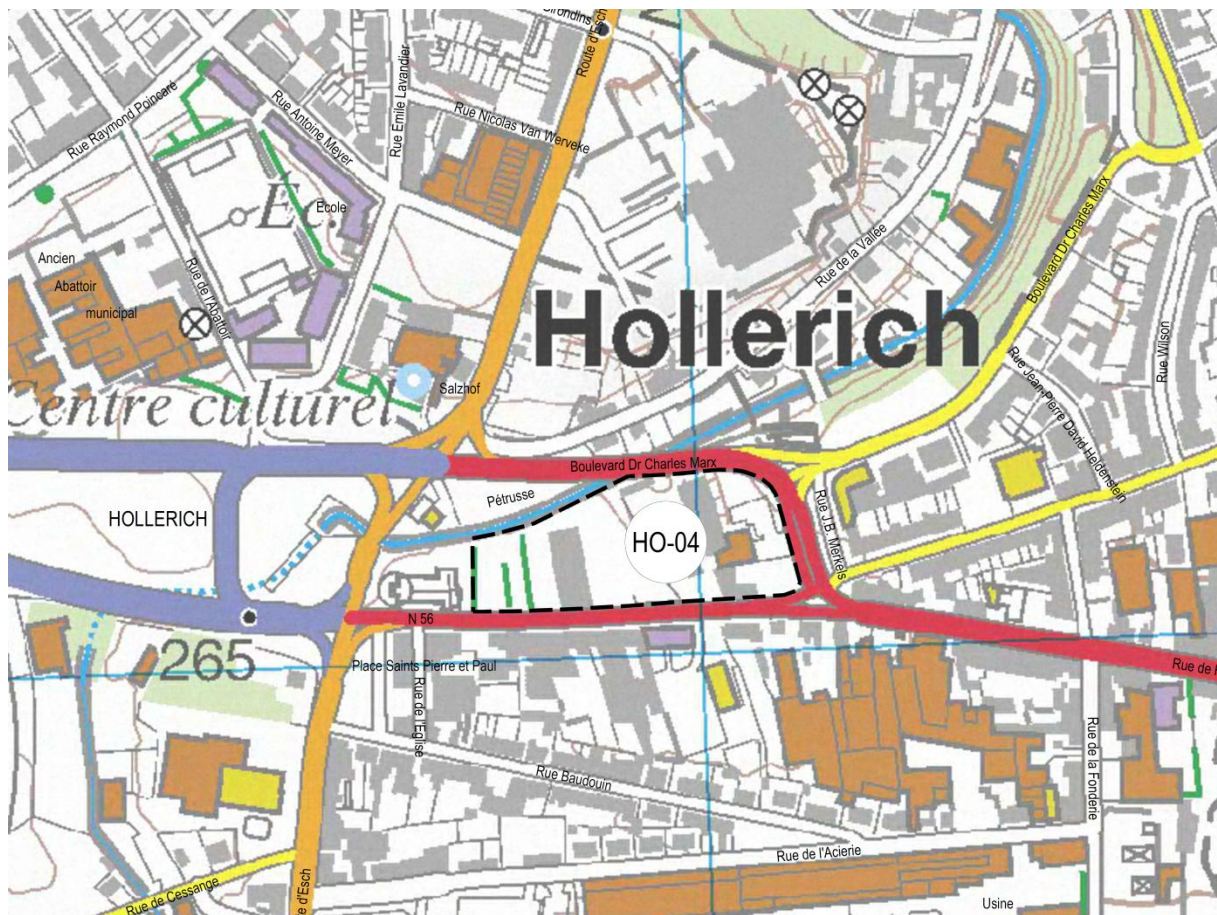 Girondins
Route d'Esch
Rue Raymond Poincaré
Rue Antoine Meyer
Rue Emile Lavandier
Rue Nicolas Van Werveke
Ec.
Ecole
Ancien
Abattoir
municipal
Rue de l'Abattoir
Rue de la Vallée
Boulevard Dr Charles Marx
Hollerich
Rue Wilson
Rue Jean-Pierre David Heldenstein
Salzhof
Centre culturel
Boulevard Dr Charles Marx
Pétrusse
HOLLERICH
HO-04
Rue J.B. Merkels
N 56
265
Place Saints Pierre et Paul
Rue de l'Eglise
Rue de
Rue Baudouin
Rue de la Fonderie
Rue de l'Acierie
Rue de Cessange
d'Esch
Usine